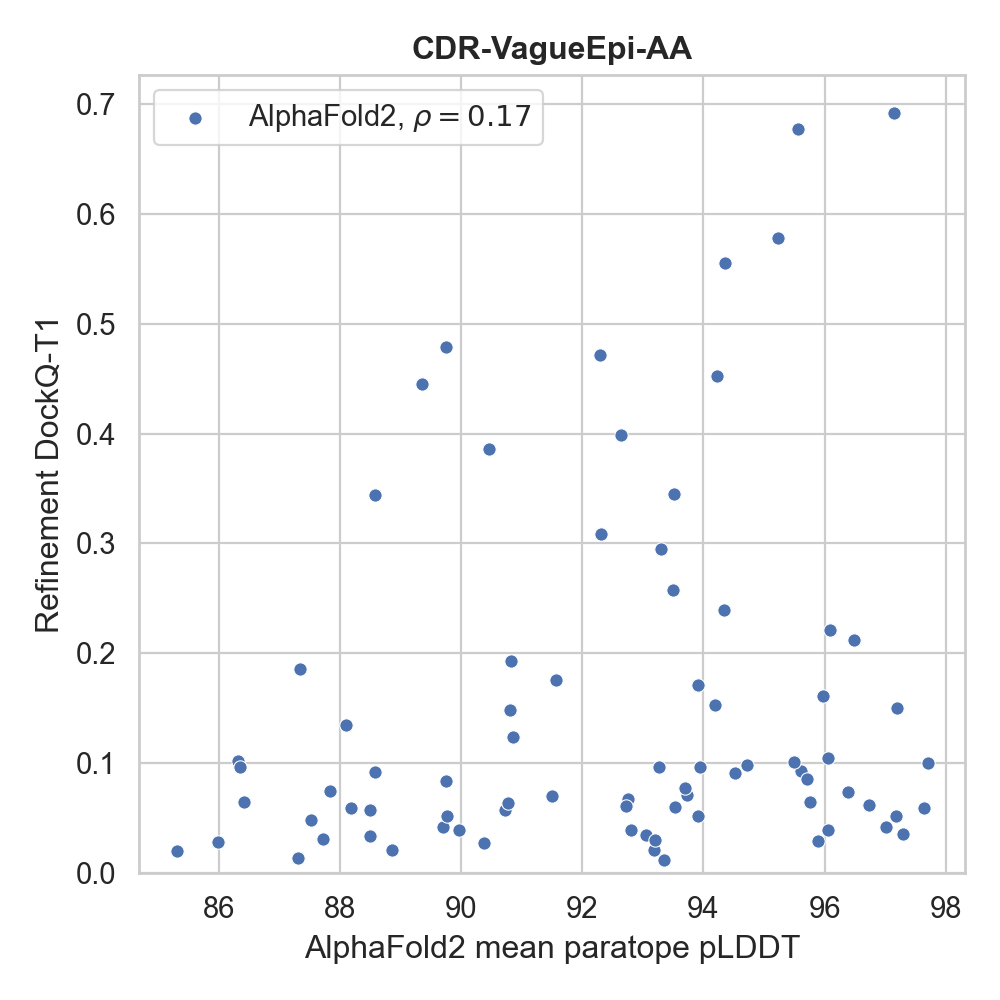 CDR-VagueEpi-AA
AlphaFold2, ρ = 0.17
Refinement DockQ-T1
0.7
0.6
0.5
0.4
0.3
0.2
0.1
0.0
86 88 90 92 94 96 98
AlphaFold2 mean paratope pLDDT